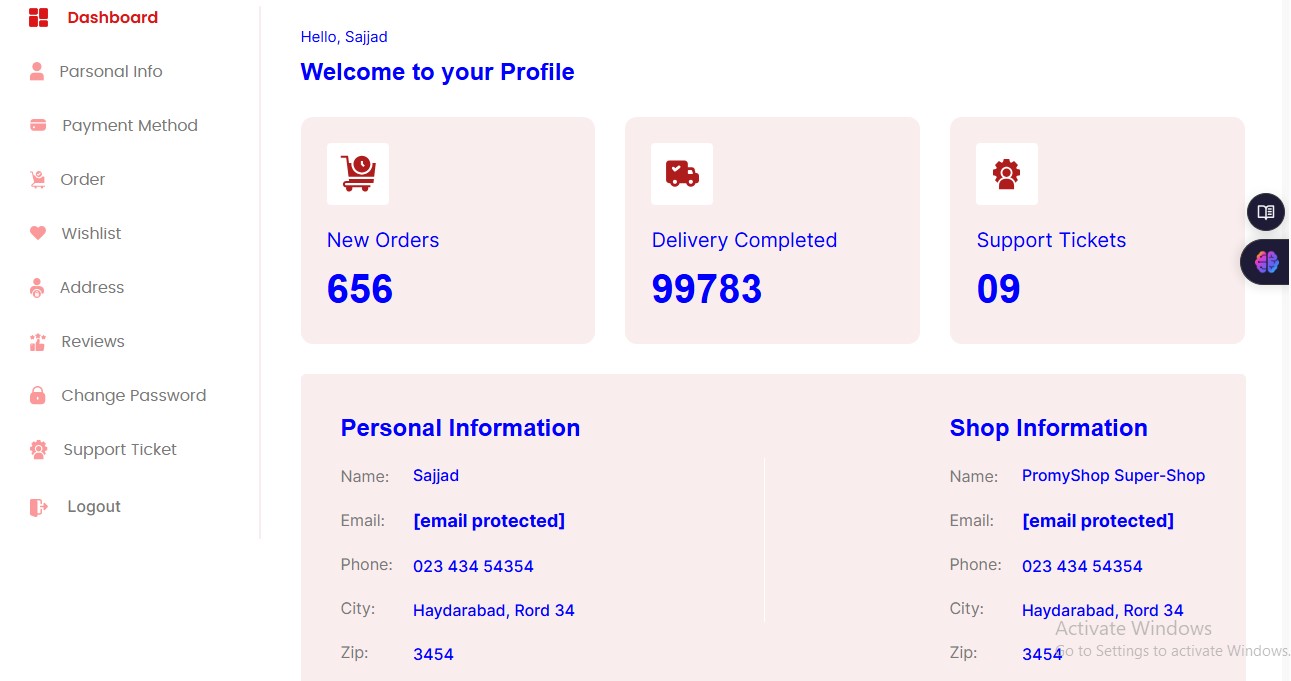 Dashboard
Parsonal Info
Payment Method
Order
Wishlist
Address
Reviews
Change Password
Support Ticket
Logout
Hello, Sajjad
Welcome to your Profile
New Orders
656
Delivery Completed
99783
Support Tickets
09
Personal Information
Name: Sajjad
Email: [email protected]
Phone: 023 434 54354
City: Haydarabad, Rord 34
Zip: 3454
Shop Information
Name: PromyShop Super-Shop
Email: [email protected]
Phone: 023 434 54354
City: Haydarabad, Rord 34
Zip: 3454
Activate Windows
Go to Settings to activate Windows.